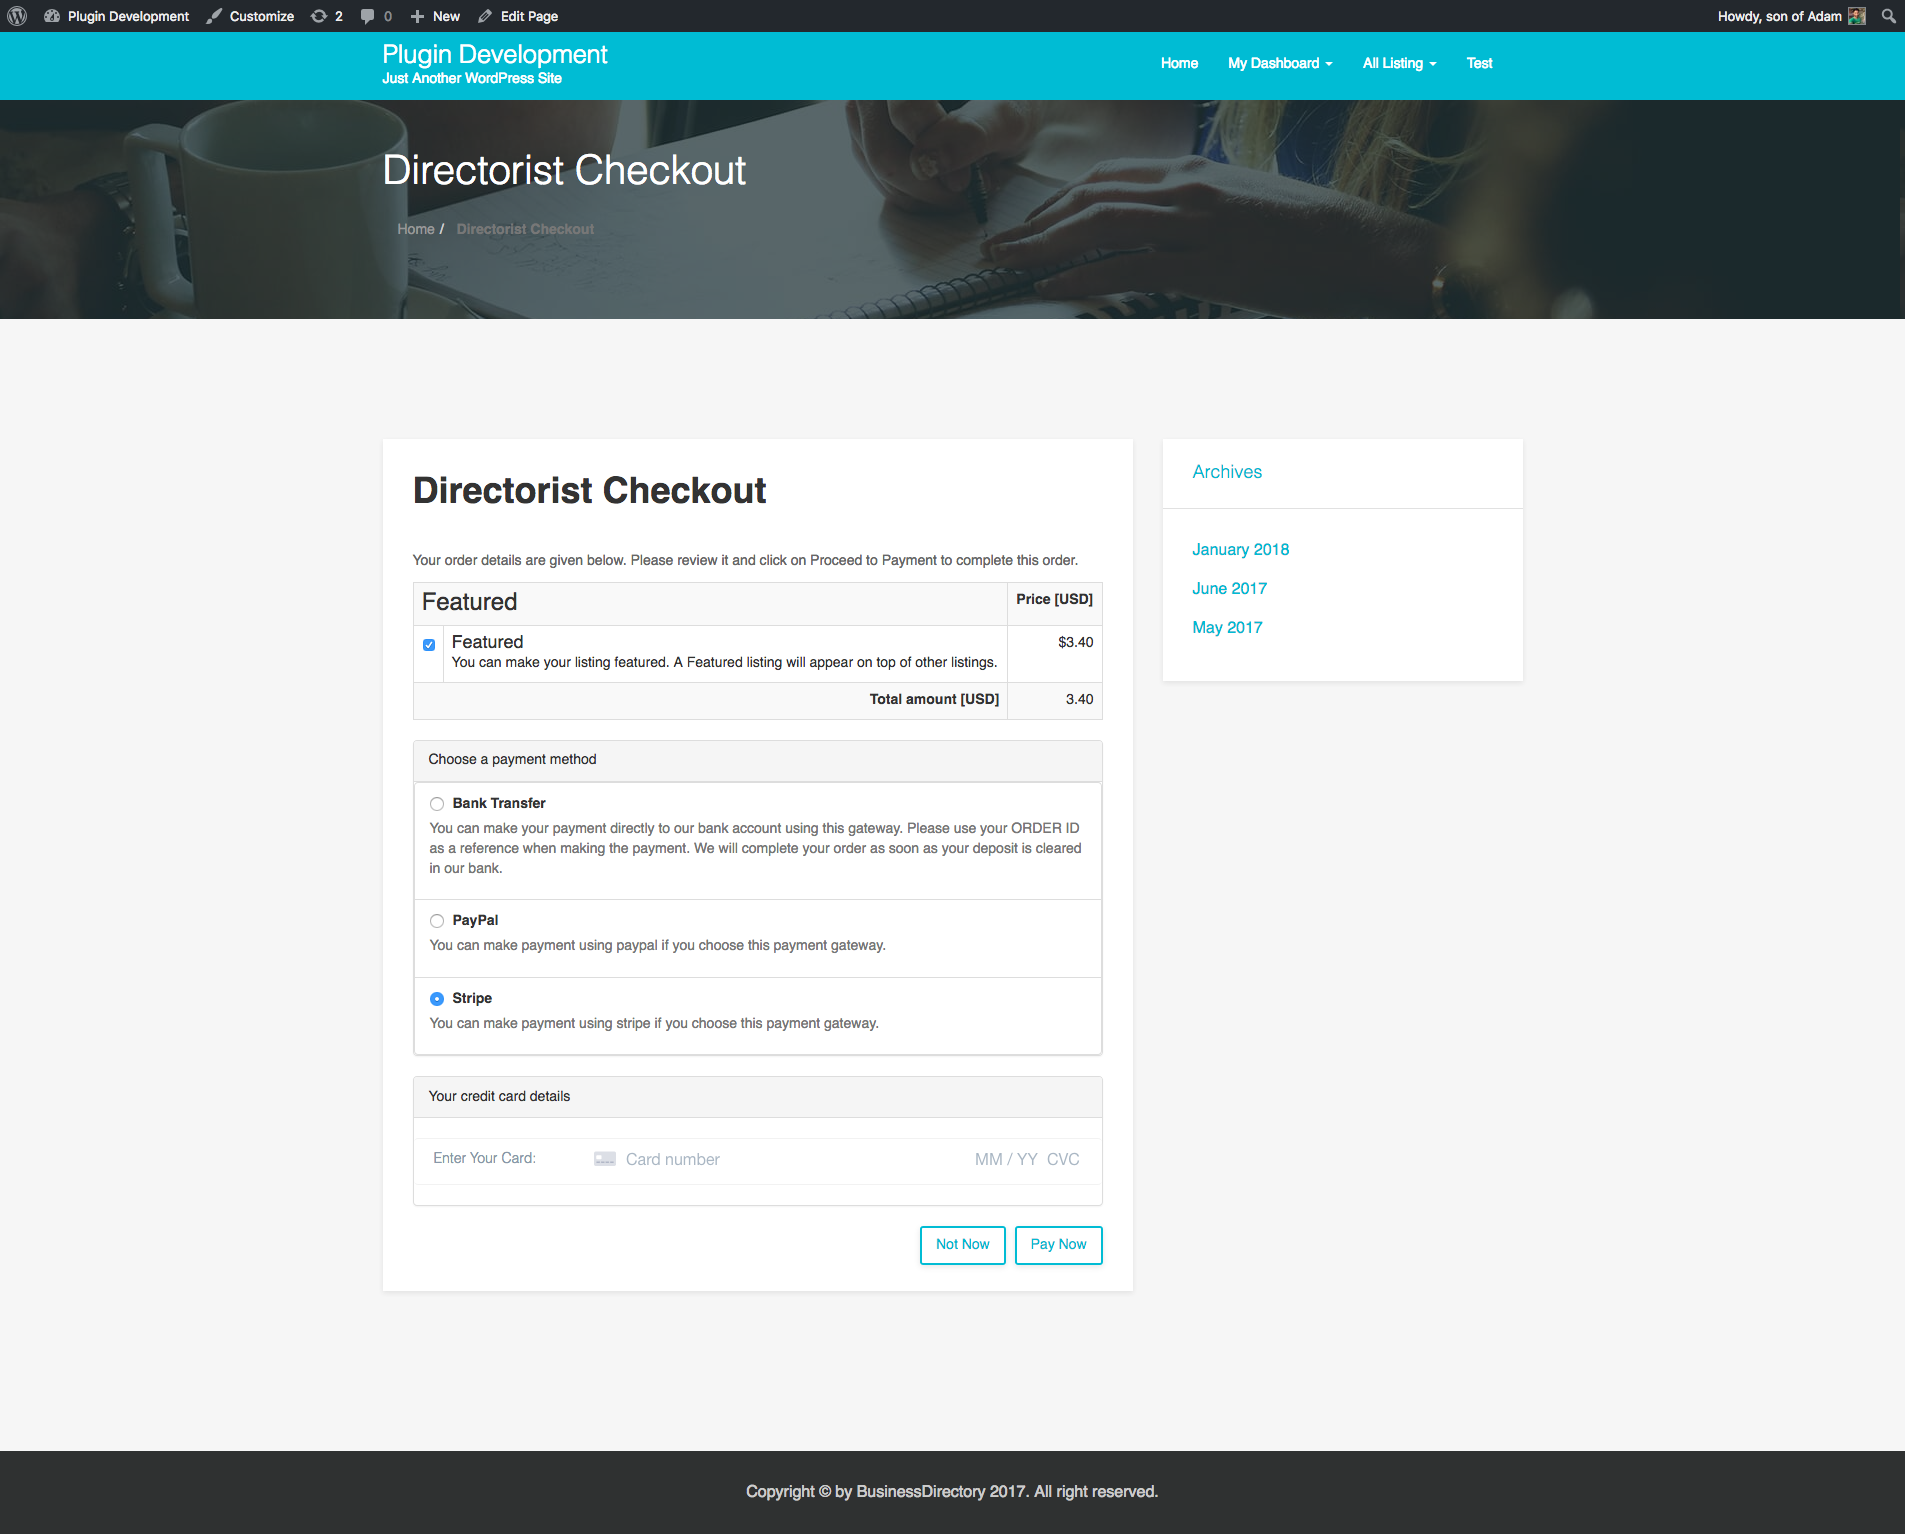 Plugin Development Customize 2 0 New Edit Page Howdy, son of Adam
Plugin Development
Just Another WordPress Site
Home My Dashboard All Listing Test
Directorist Checkout
Home / Directorist Checkout
Directorist Checkout
Your order details are given below. Please review it and click on Proceed to Payment to complete this order.
Featured Price [USD]
Featured $3.40
You can make your listing featured. A Featured listing will appear on top of other listings.
Total amount [USD] 3.40
Choose a payment method
Bank Transfer
You can make your payment directly to our bank account using this gateway. Please use your ORDER ID
as a reference when making the payment. We will complete your order as soon as your deposit is cleared
in our bank.
PayPal
You can make payment using paypal if you choose this payment gateway.
Stripe
You can make payment using stripe if you choose this payment gateway.
Your credit card details
Enter Your Card: Card number MM / YY CVC
Not Now Pay Now
Archives
January 2018
June 2017
May 2017
Copyright © by BusinessDirectory 2017. All right reserved.